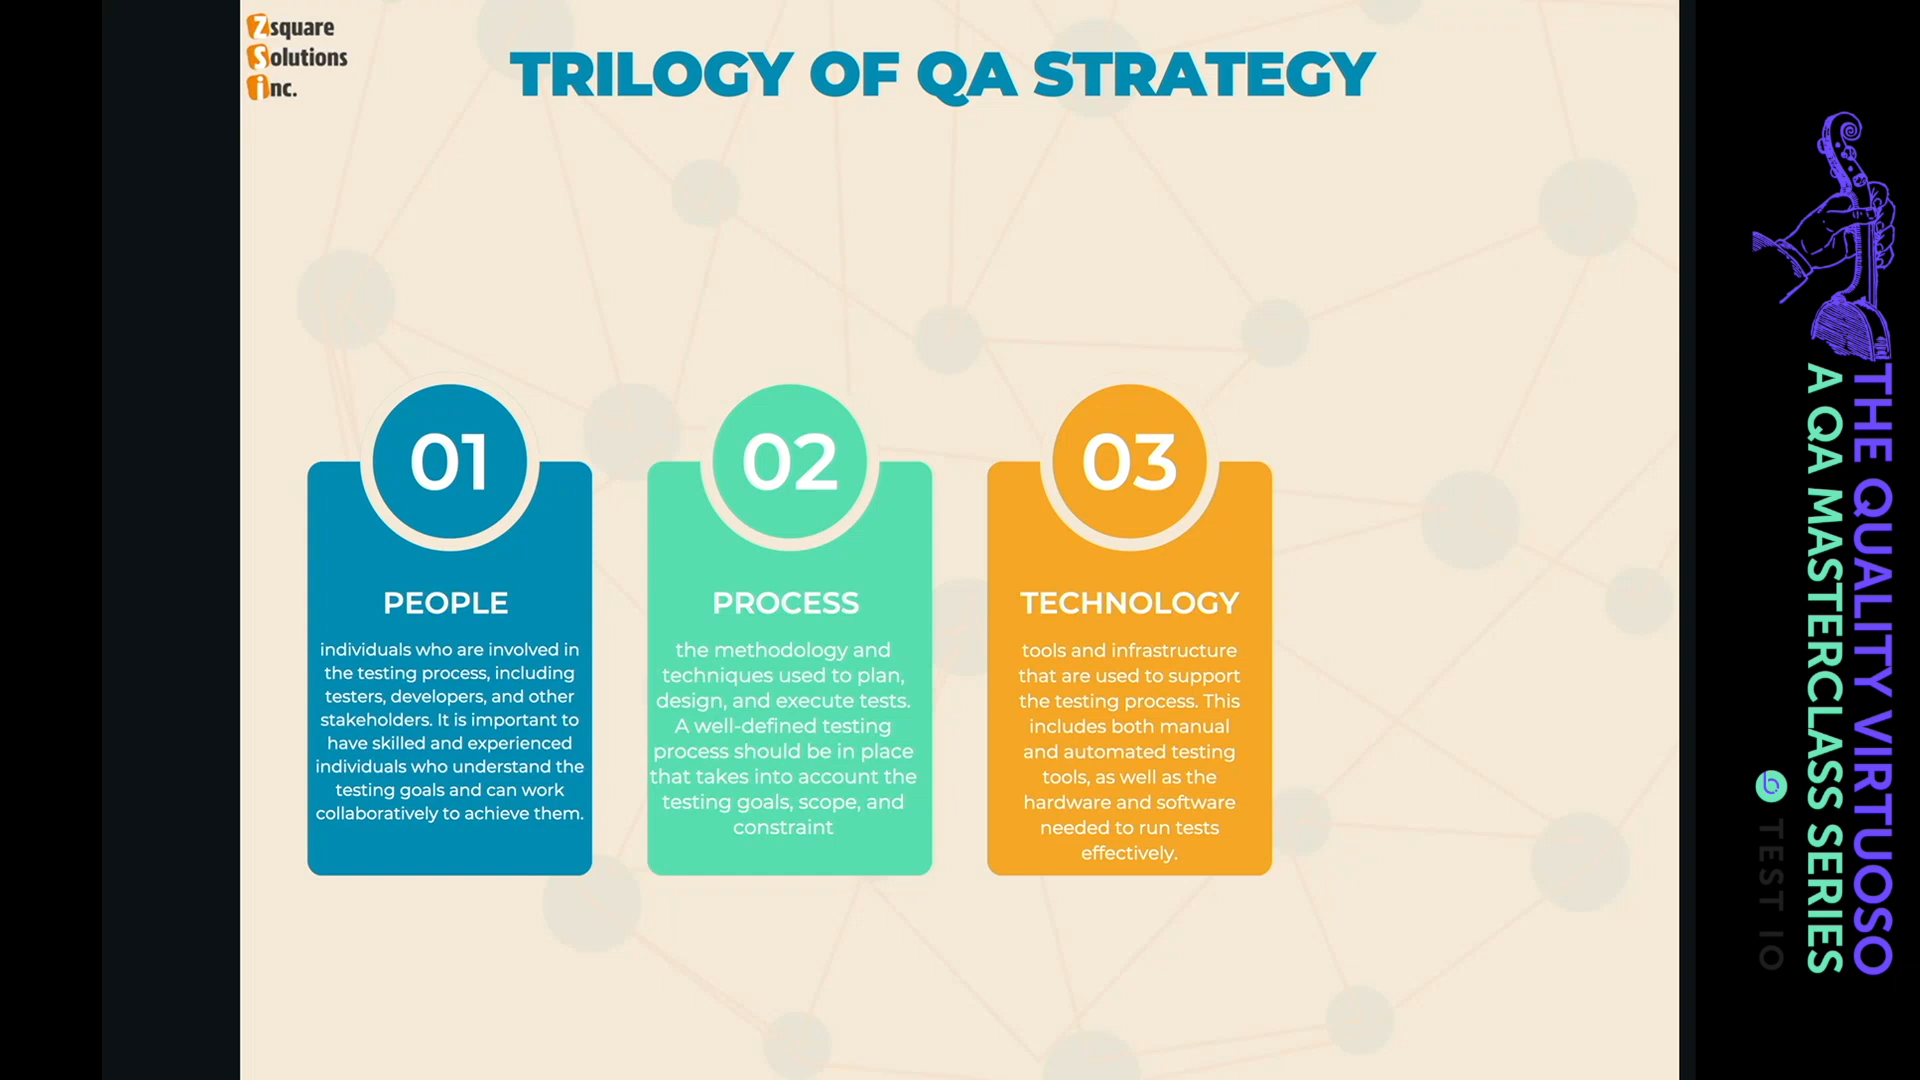 Zsquare
Solutions
inc.
TRILOGY OF QA STRATEGY
01
PEOPLE
individuals who are involved in
the testing process, including
testers, developers, and other
stakeholders. It is important to
have skilled and experienced
individuals who understand the
testing goals and can work
collaboratively to achieve them.
02
PROCESS
the methodology and
techniques used to plan,
design, and execute tests.
A well-defined testing
process should be in place
that takes into account the
testing goals, scope, and
constraint
03
TECHNOLOGY
tools and infrastructure
that are used to support
the testing process. This
includes both manual
and automated testing
tools, as well as the
hardware and software
needed to run tests
effectively.
THE QUALITY VIRTUOSO
A QA MASTERCLASS SERIES
TEST IO